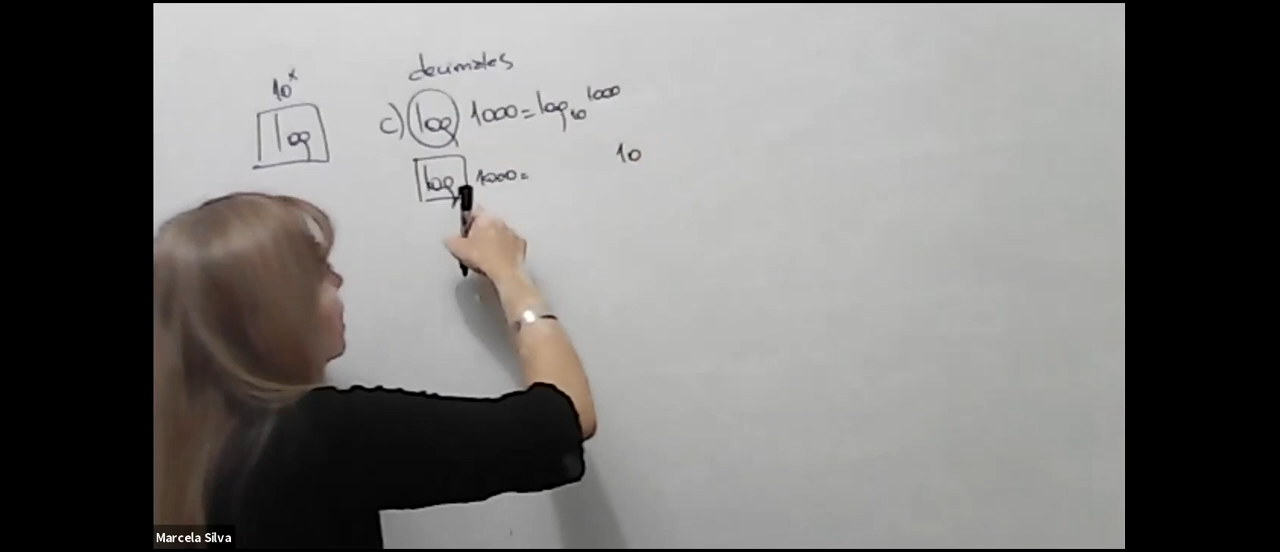 decimales
10^x
log
c) log 1000 = log₁₀ 1000
10
log 1000 =
Marcela Silva